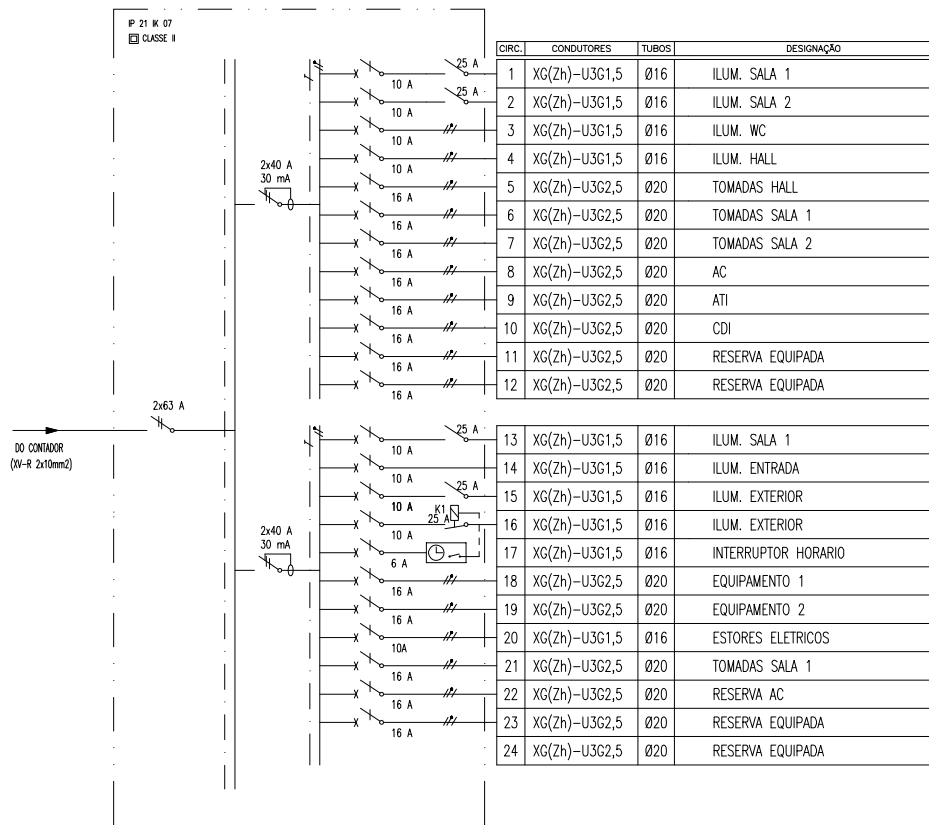 IP 21 IK 07
CLASSE II
CIRC. CONDUTORES TUBOS DESIGNAÇÃO
25 A
10 A
1 XG(Zh)-U3G1,5 Ø16 ILUM. SALA 1
25 A
10 A
2 XG(Zh)-U3G1,5 Ø16 ILUM. SALA 2
10 A
3 XG(Zh)-U3G1,5 Ø16 ILUM. WC
10 A
4 XG(Zh)-U3G1,5 Ø16 ILUM. HALL
2x40 A
30 mA
16 A
5 XG(Zh)-U3G2,5 Ø20 TOMADAS HALL
16 A
6 XG(Zh)-U3G2,5 Ø20 TOMADAS SALA 1
16 A
7 XG(Zh)-U3G2,5 Ø20 TOMADAS SALA 2
16 A
8 XG(Zh)-U3G2,5 Ø20 AC
16 A
9 XG(Zh)-U3G2,5 Ø20 ATI
16 A
10 XG(Zh)-U3G2,5 Ø20 CDI
16 A
11 XG(Zh)-U3G2,5 Ø20 RESERVA EQUIPADA
16 A
12 XG(Zh)-U3G2,5 Ø20 RESERVA EQUIPADA
2x63 A
DO CONTADOR
(XV-R 2x10mm2)
25 A
10 A
13 XG(Zh)-U3G1,5 Ø16 ILUM. SALA 1
10 A
14 XG(Zh)-U3G1,5 Ø16 ILUM. ENTRADA
25 A
10 A
15 XG(Zh)-U3G1,5 Ø16 ILUM. EXTERIOR
K1
25 A
10 A
16 XG(Zh)-U3G1,5 Ø16 ILUM. EXTERIOR
2x40 A
30 mA
6 A
17 XG(Zh)-U3G1,5 Ø16 INTERRUPTOR HORARIO
16 A
18 XG(Zh)-U3G2,5 Ø20 EQUIPAMENTO 1
16 A
19 XG(Zh)-U3G2,5 Ø20 EQUIPAMENTO 2
10A
20 XG(Zh)-U3G1,5 Ø16 ESTORES ELETRICOS
16 A
21 XG(Zh)-U3G2,5 Ø20 TOMADAS SALA 1
16 A
22 XG(Zh)-U3G2,5 Ø20 RESERVA AC
16 A
23 XG(Zh)-U3G2,5 Ø20 RESERVA EQUIPADA
24 XG(Zh)-U3G2,5 Ø20 RESERVA EQUIPADA